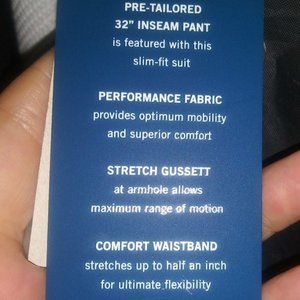 PRE-TAILORED
32” INSEAM PANT
is featured with this
slim-fit suit
PERFORMANCE FABRIC
provides optimum mobility
and superior comfort
STRETCH GUSSETT
at armhole allows
maximum range of motion
COMFORT WAISTBAND
stretches up to half an inch
for ultimate flexibility